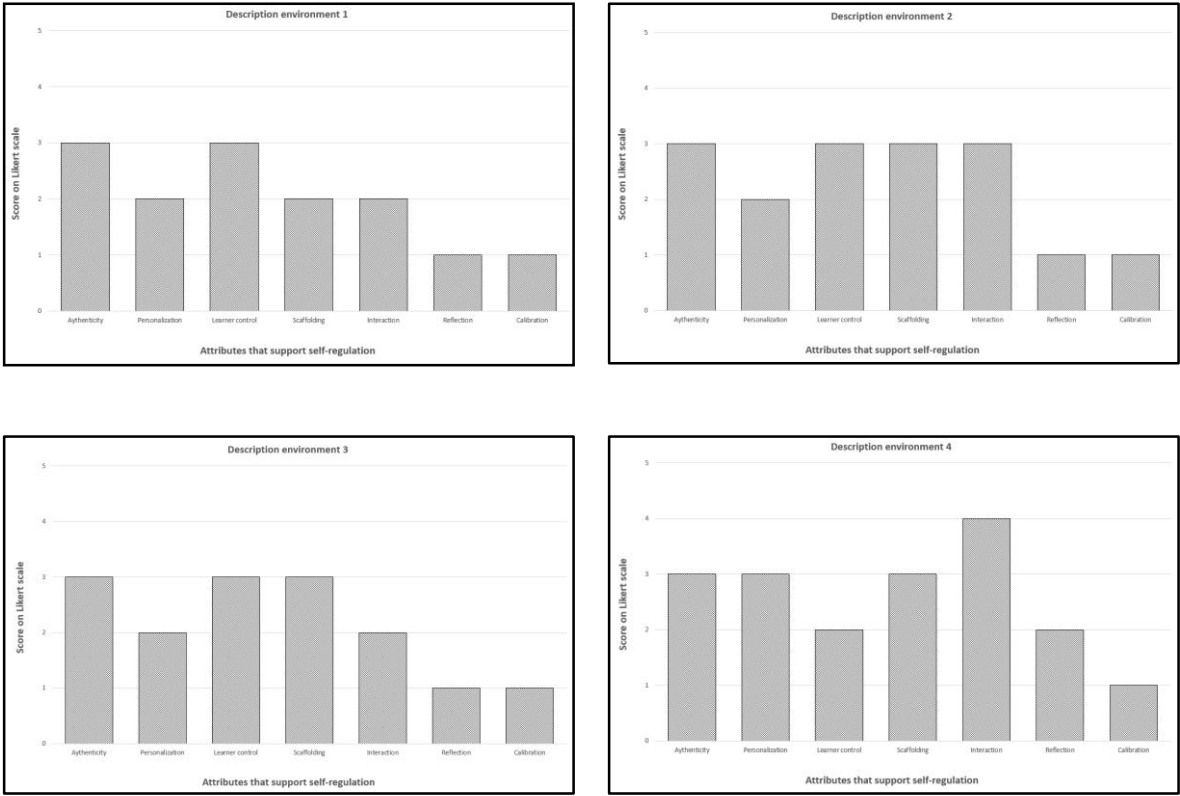 Description environment 1
5
4
3
2
1
0
Score on Likert scale
Aythenticity Personalization Learner control Scaffolding Interaction Reflection Calibration
Attributes that support self-regulation
Description environment 2
5
4
3
2
1
0
Score on Likert scale
Aythenticity Personalization Learner control Scaffolding Interaction Reflection Calibration
Attributes that support self-regulation
Description environment 3
5
4
3
2
1
0
Score on Likert scale
Aythenticity Personalization Learner control Scaffolding Interaction Reflection Calibration
Attributes that support self-regulation
Description environment 4
5
4
3
2
1
0
Score on Likert scale
Aythenticity Personalization Learner control Scaffolding Interaction Reflection Calibration
Attributes that support self-regulation